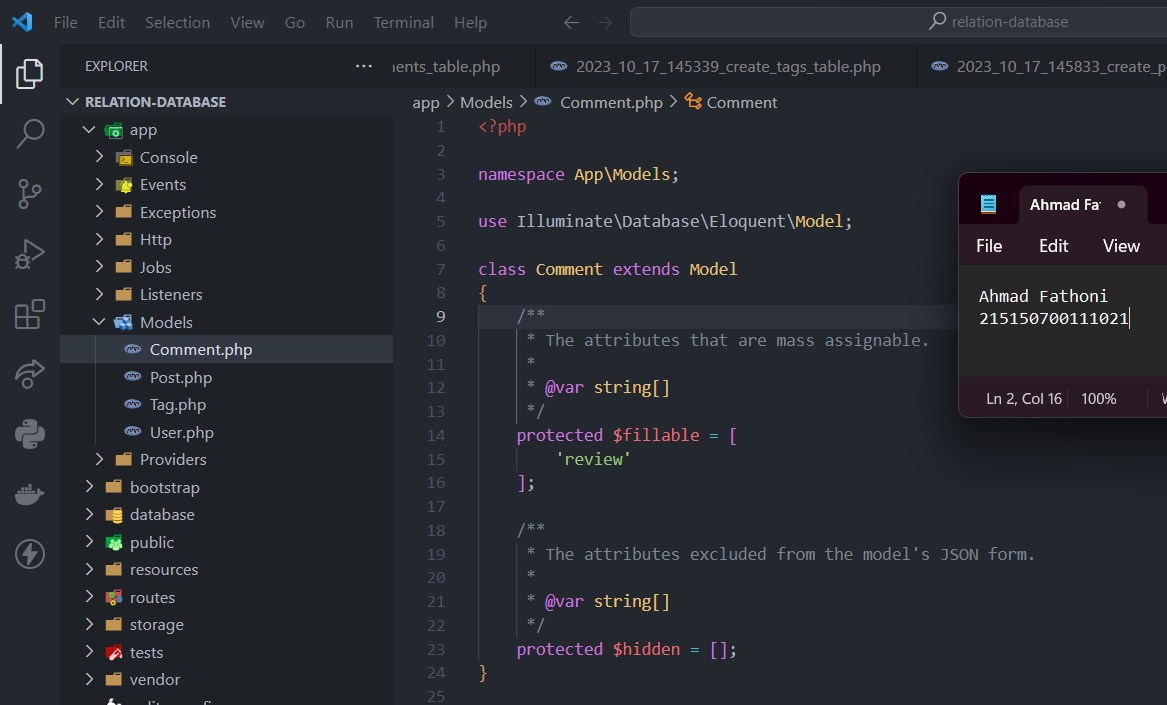 File Edit Selection View Go Run Terminal Help
relation-database
EXPLORER
ents_table.php
2023_10_17_145339_create_tags_table.php
2023_10_17_145833_create_p
RELATION-DATABASE
app
Console
Events
Exceptions
Http
Jobs
Listeners
Models
Comment.php
Post.php
Tag.php
User.php
Providers
bootstrap
database
public
resources
routes
storage
tests
vendor
app > Models > Comment.php > Comment
1 <?php
2
3 namespace App\Models;
4
5 use Illuminate\Database\Eloquent\Model;
6
7 class Comment extends Model
8 {
9 /**
10 * The attributes that are mass assignable.
11 *
12 * @var string[]
13 */
14 protected $fillable = [
15 'review'
16 ];
17
18 /**
19 * The attributes excluded from the model's JSON form.
20 *
21 * @var string[]
22 */
23 protected $hidden = [];
24 }
25
Ahmad Fat
File Edit View
Ahmad Fathoni
215150700111021
Ln 2, Col 16 100%